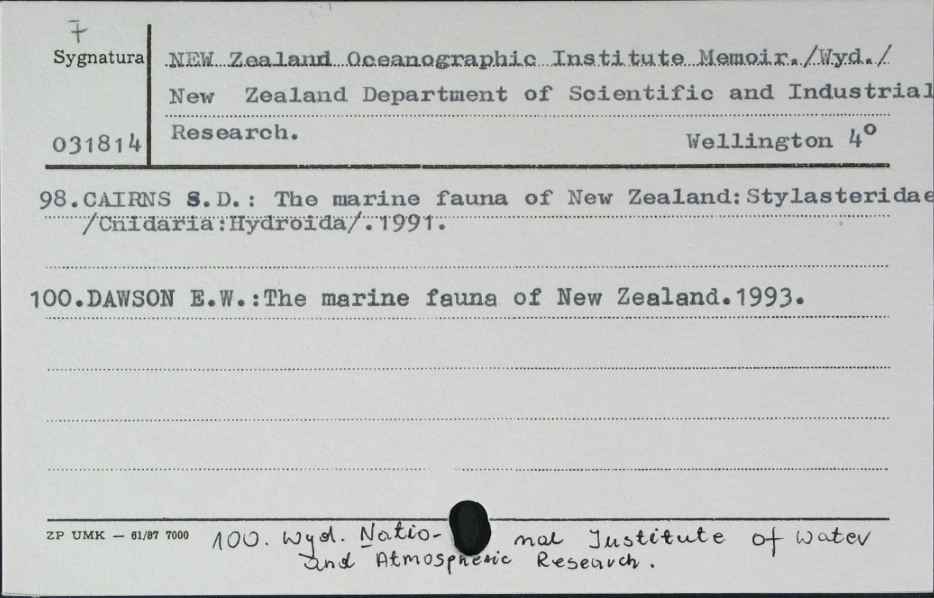 7
Sygnatura
NEW Zealand Oceanographic Institute Memoir./Wyd./
New Zealand Department of Scientific and Industrial
Research.
Wellington 4o
031814
98.CAIRNS S.D.: The marine fauna of New Zealand:Stylasteridae
/Cnidaria:Hydroida/.1991.
100.DAWSON E.W.:The marine fauna of New Zealand.1993.
ZP UMK — 61/87 7000
100. Wyd. Natio- nal Institute of Water
and Atmospheric Research.